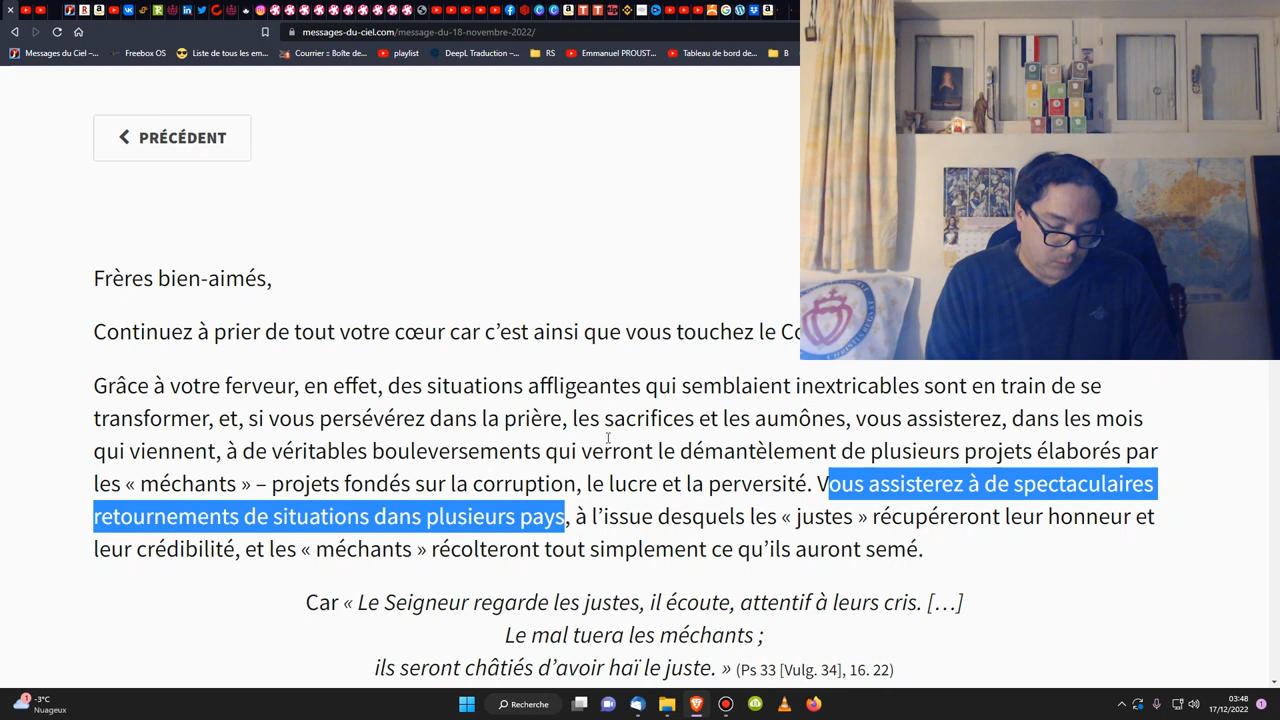 messages-du-ciel.com/message-du-18-novembre-2022/
Messages du Ciel –...
Freebox OS
Liste de tous les em...
Courrier :: Boîte de...
playlist
DeepL Traduction –...
RS
Emmanuel PROUST...
Tableau de bord de...
B
PRÉCÉDENT
Frères bien-aimés,
Continuez à prier de tout votre cœur car c’est ainsi que vous touchez le Co
Grâce à votre ferveur, en effet, des situations affligeantes qui semblaient inextricables sont en train de se
transformer, et, si vous persévérez dans la prière, les sacrifices et les aumônes, vous assisterez, dans les mois
qui viennent, à de véritables bouleversements qui verront le démantèlement de plusieurs projets élaborés par
les « méchants » – projets fondés sur la corruption, le lucre et la perversité. Vous assisterez à de spectaculaires
retournements de situations dans plusieurs pays, à l’issue desquels les « justes » récupéreront leur honneur et
leur crédibilité, et les « méchants » récolteront tout simplement ce qu’ils auront semé.
Car « Le Seigneur regarde les justes, il écoute, attentif à leurs cris. […]
Le mal tuera les méchants ;
ils seront châtiés d’avoir haï le juste. » (Ps 33 [Vulg. 34], 16. 22)
1
-3°C
Nuageux
Recherche
03:48
17/12/2022
1